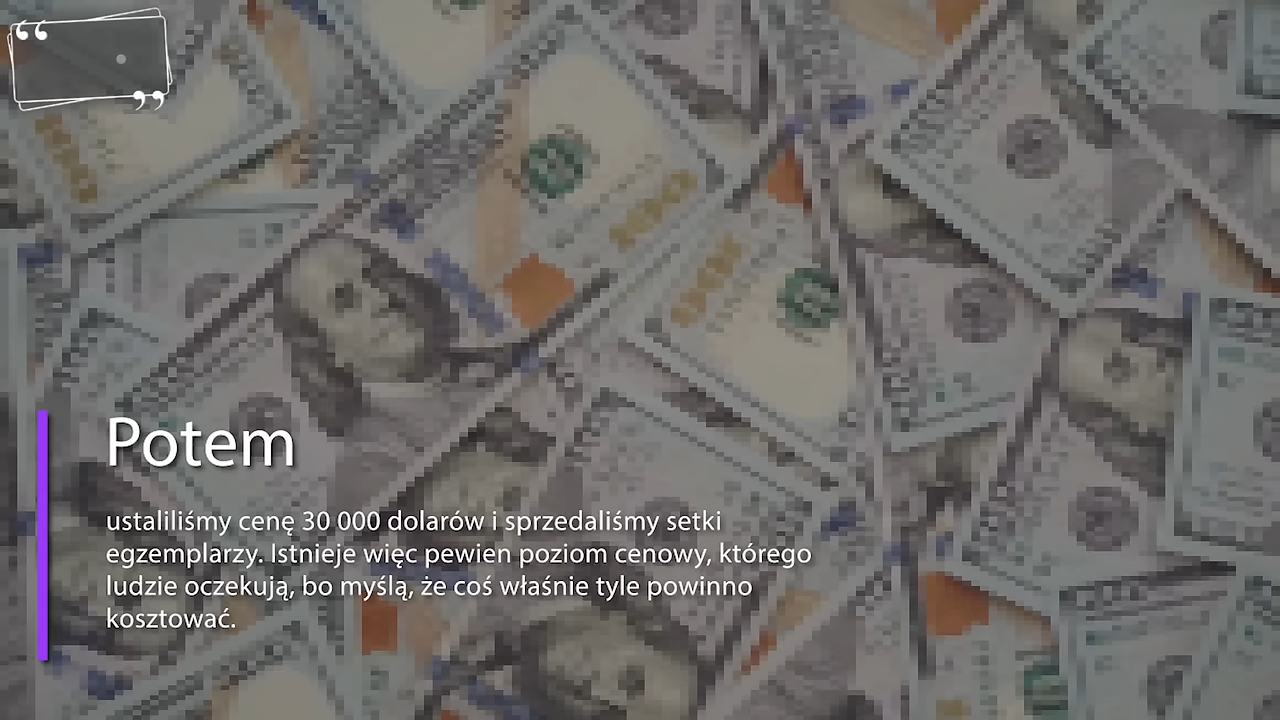 Potem
ustaliliśmy cenę 30 000 dolarów i sprzedaliśmy setki
egzemplarzy. Istnieje więc pewien poziom cenowy, którego
ludzie oczekują, bo myślą, że coś właśnie tyle powinno
kosztować.